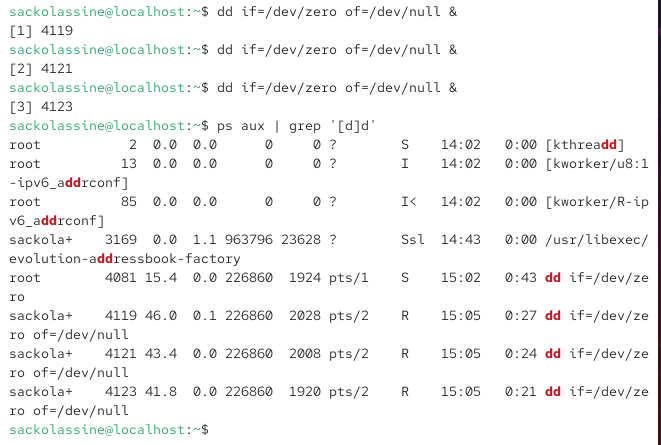 sackolassine@localhost:~$ dd if=/dev/zero of=/dev/null &
[1] 4119
sackolassine@localhost:~$ dd if=/dev/zero of=/dev/null &
[2] 4121
sackolassine@localhost:~$ dd if=/dev/zero of=/dev/null &
[3] 4123
sackolassine@localhost:~$ ps aux | grep '[d]d'
root           2  0.0  0.0      0     0 ?        S    14:02   0:00 [kthreadd]
root          13  0.0  0.0      0     0 ?        I    14:02   0:00 [kworker/u8:1
-ipv6_addrconf]
root          85  0.0  0.0      0     0 ?        I<   14:02   0:00 [kworker/R-ip
v6_addrconf]
sackola+    3169  0.0  1.1 963796 23628 ?        Ssl  14:43   0:00 /usr/libexec/
evolution-addressbook-factory
root        4081 15.4  0.0 226860  1924 pts/1    S    15:02   0:43 dd if=/dev/ze
ro
sackola+    4119 46.0  0.1 226860  2028 pts/2    R    15:05   0:27 dd if=/dev/ze
ro of=/dev/null
sackola+    4121 43.4  0.0 226860  2008 pts/2    R    15:05   0:24 dd if=/dev/ze
ro of=/dev/null
sackola+    4123 41.8  0.0 226860  1920 pts/2    R    15:05   0:21 dd if=/dev/ze
ro of=/dev/null
sackolassine@localhost:~$